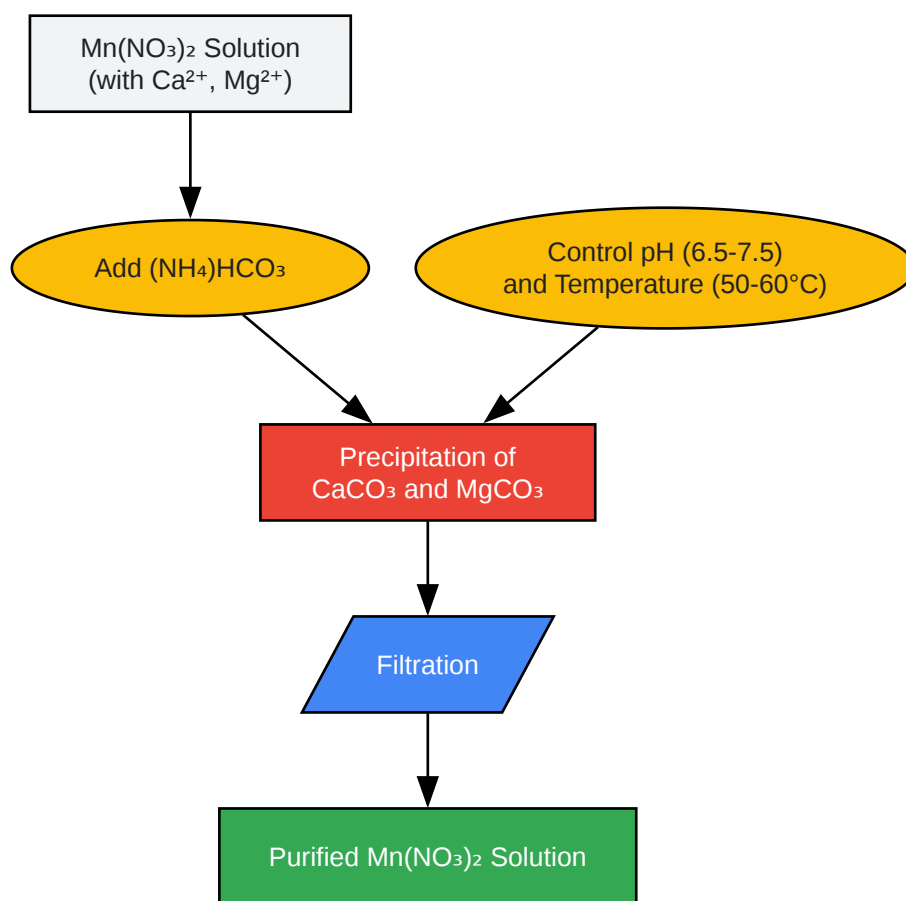 Mn(NO₃)₂ Solution
(with Ca²⁺, Mg²⁺)
Add (NH₄)HCO₃
Control pH (6.5-7.5)
and Temperature (50-60°C)
Precipitation of
CaCO₃ and MgCO₃
Filtration
Purified Mn(NO₃)₂ Solution